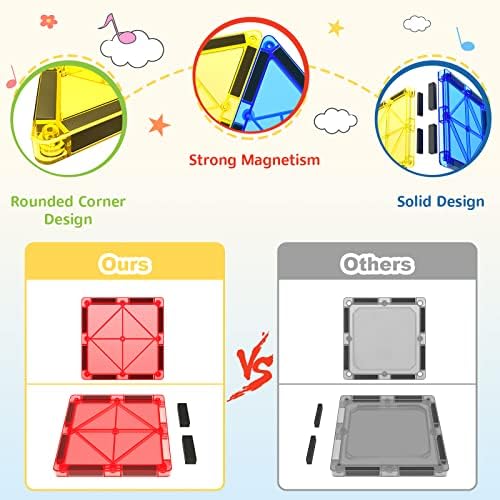 Strong Magnetism
Rounded Corner
Design
Solid Design
Ours
Others
VS